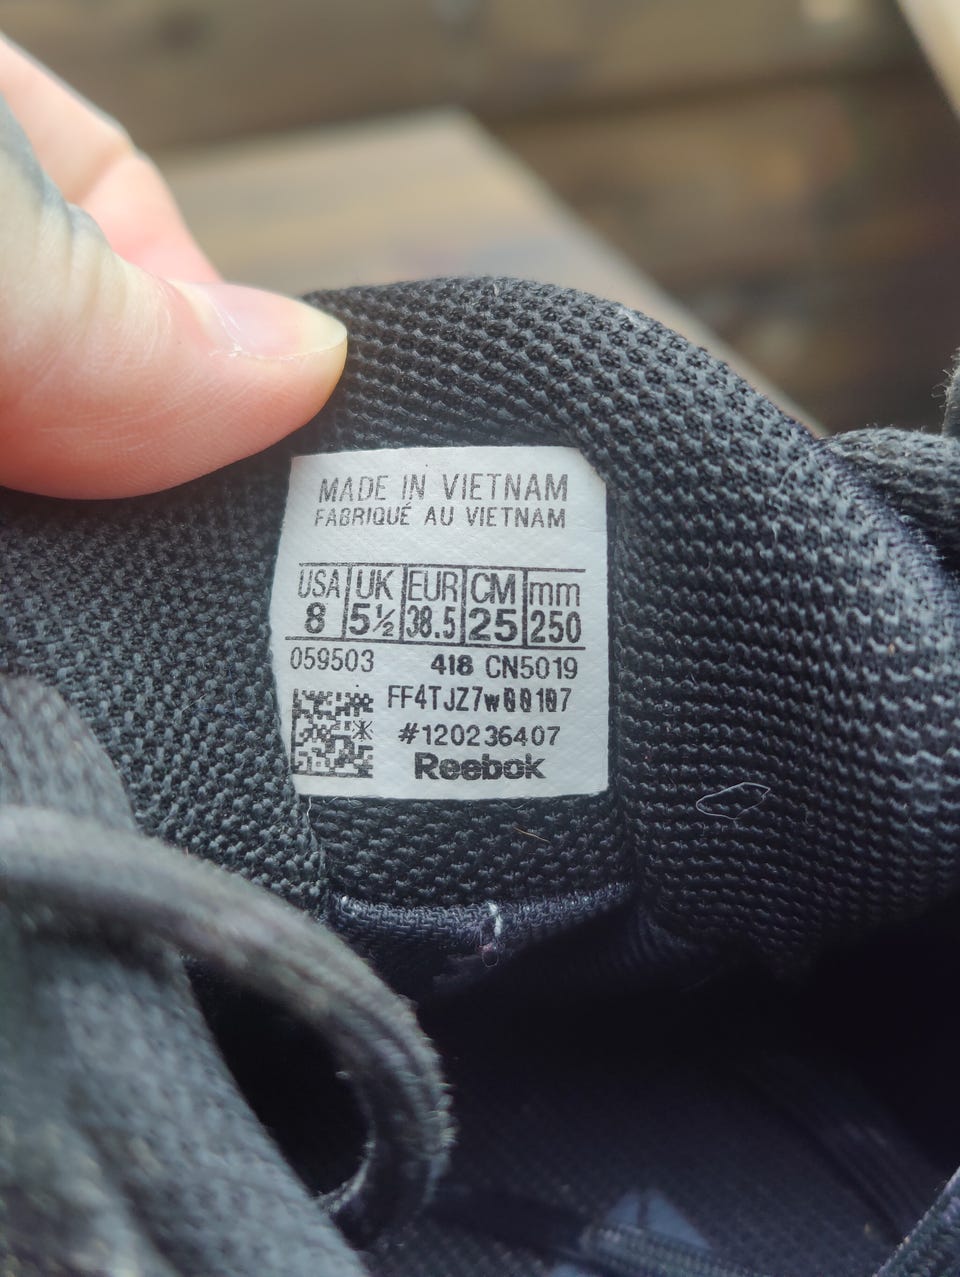 MADE IN VIETNAM
FABRIQUÉ AU VIETNAM
USA UK EUR CM mm
8 5½ 38.5 25 250
059503 418 CN5019
FF4TJZ7w00107
#120236407
Reebok